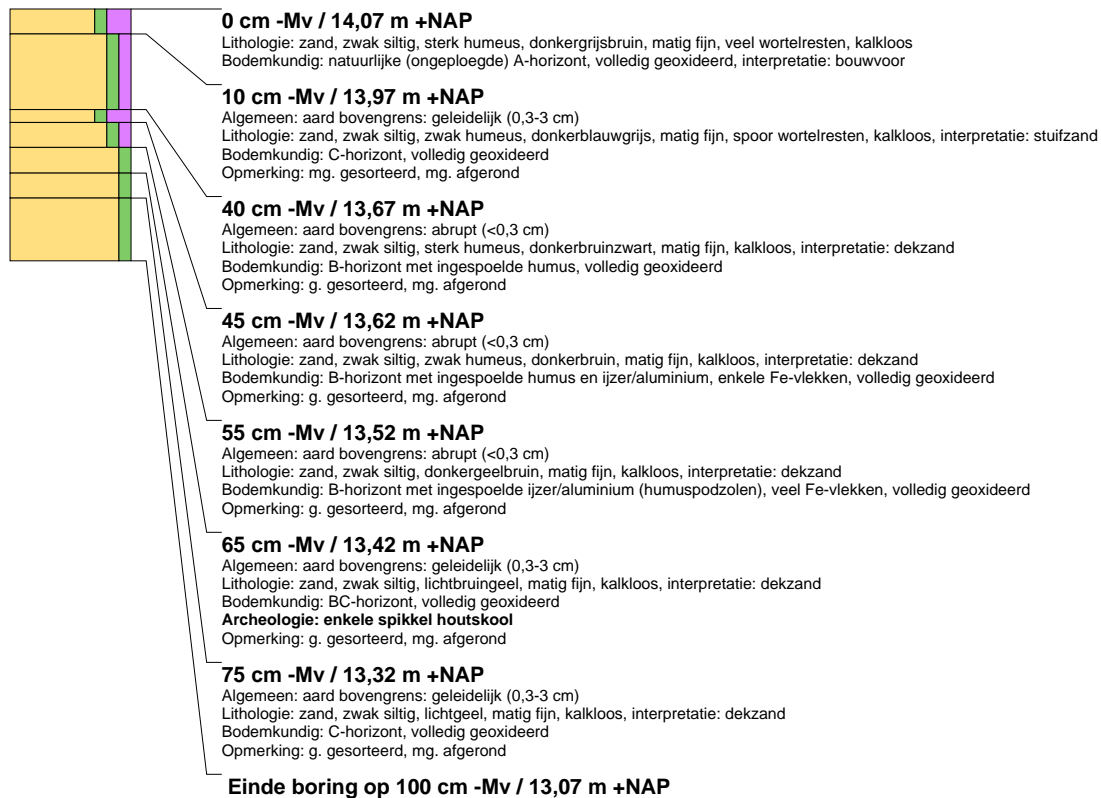 0 cm -Mv / 14,07 m +NAP
Lithologie: zand, zwak siltig, sterk humeus, donkergrijsbruin, matig fijn, veel wortelresten, kalkloos
Bodemkundig: natuurlijke (ongeploegde) A-horizont, volledig geoxideerd, interpretatie: bouwvoor
10 cm -Mv / 13,97 m +NAP
Algemeen: aard bovengrens: geleidelijk (0,3-3 cm)
Lithologie: zand, zwak siltig, zwak humeus, donkerblauwgrijs, matig fijn, spoor wortelresten, kalkloos, interpretatie: stuifzand
Bodemkundig: C-horizont, volledig geoxideerd
Opmerking: mg. gesorteerd, mg. afgerond
40 cm -Mv / 13,67 m +NAP
Algemeen: aard bovengrens: abrupt (<0,3 cm)
Lithologie: zand, zwak siltig, sterk humeus, donkerbruinzwart, matig fijn, kalkloos, interpretatie: dekzand
Bodemkundig: B-horizont met ingespoelde humus, volledig geoxideerd
Opmerking: g. gesorteerd, mg. afgerond
45 cm -Mv / 13,62 m +NAP
Algemeen: aard bovengrens: abrupt (<0,3 cm)
Lithologie: zand, zwak siltig, zwak humeus, donkerbruin, matig fijn, kalkloos, interpretatie: dekzand
Bodemkundig: B-horizont met ingespoelde humus en ijzer/aluminium, enkele Fe-vlekken, volledig geoxideerd
Opmerking: g. gesorteerd, mg. afgerond
55 cm -Mv / 13,52 m +NAP
Algemeen: aard bovengrens: abrupt (<0,3 cm)
Lithologie: zand, zwak siltig, donkergeelbruin, matig fijn, kalkloos, interpretatie: dekzand
Bodemkundig: B-horizont met ingespoelde ijzer/aluminium (humuspodzolen), veel Fe-vlekken, volledig geoxideerd
Opmerking: g. gesorteerd, mg. afgerond
65 cm -Mv / 13,42 m +NAP
Algemeen: aard bovengrens: geleidelijk (0,3-3 cm)
Lithologie: zand, zwak siltig, lichtbruingeel, matig fijn, kalkloos, interpretatie: dekzand
Bodemkundig: BC-horizont, volledig geoxideerd
Archeologie: enkele spikkel houtskool
Opmerking: g. gesorteerd, mg. afgerond
75 cm -Mv / 13,32 m +NAP
Algemeen: aard bovengrens: geleidelijk (0,3-3 cm)
Lithologie: zand, zwak siltig, lichtgeel, matig fijn, kalkloos, interpretatie: dekzand
Bodemkundig: C-horizont, volledig geoxideerd
Opmerking: g. gesorteerd, mg. afgerond
Einde boring op 100 cm -Mv / 13,07 m +NAP